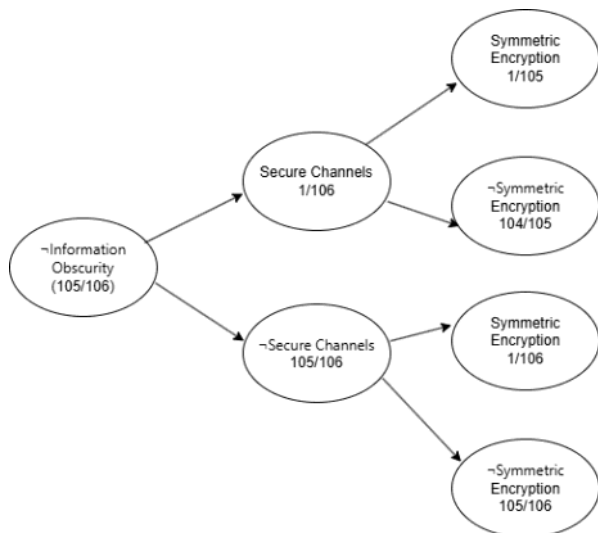 Symmetric
Encryption
1/105
Secure Channels
1/106
¬Symmetric
Encryption
104/105
¬Information
Obscurity
(105/106)
¬Secure Channels
105/106
Symmetric
Encryption
1/106
¬Symmetric
Encryption
105/106